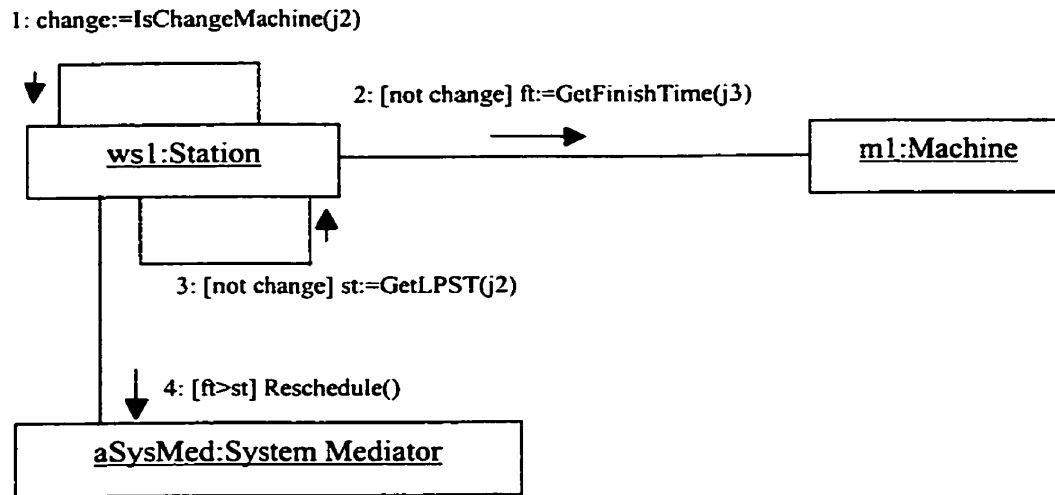 1: change:=IsChangeMachine(j2)
2: [not change] ft:=GetFinishTime(j3)
ws1:Station
m1:Machine
3: [not change] st:=GetLPST(j2)
4: [ft>st] Reschedule()
aSysMed:System Mediator